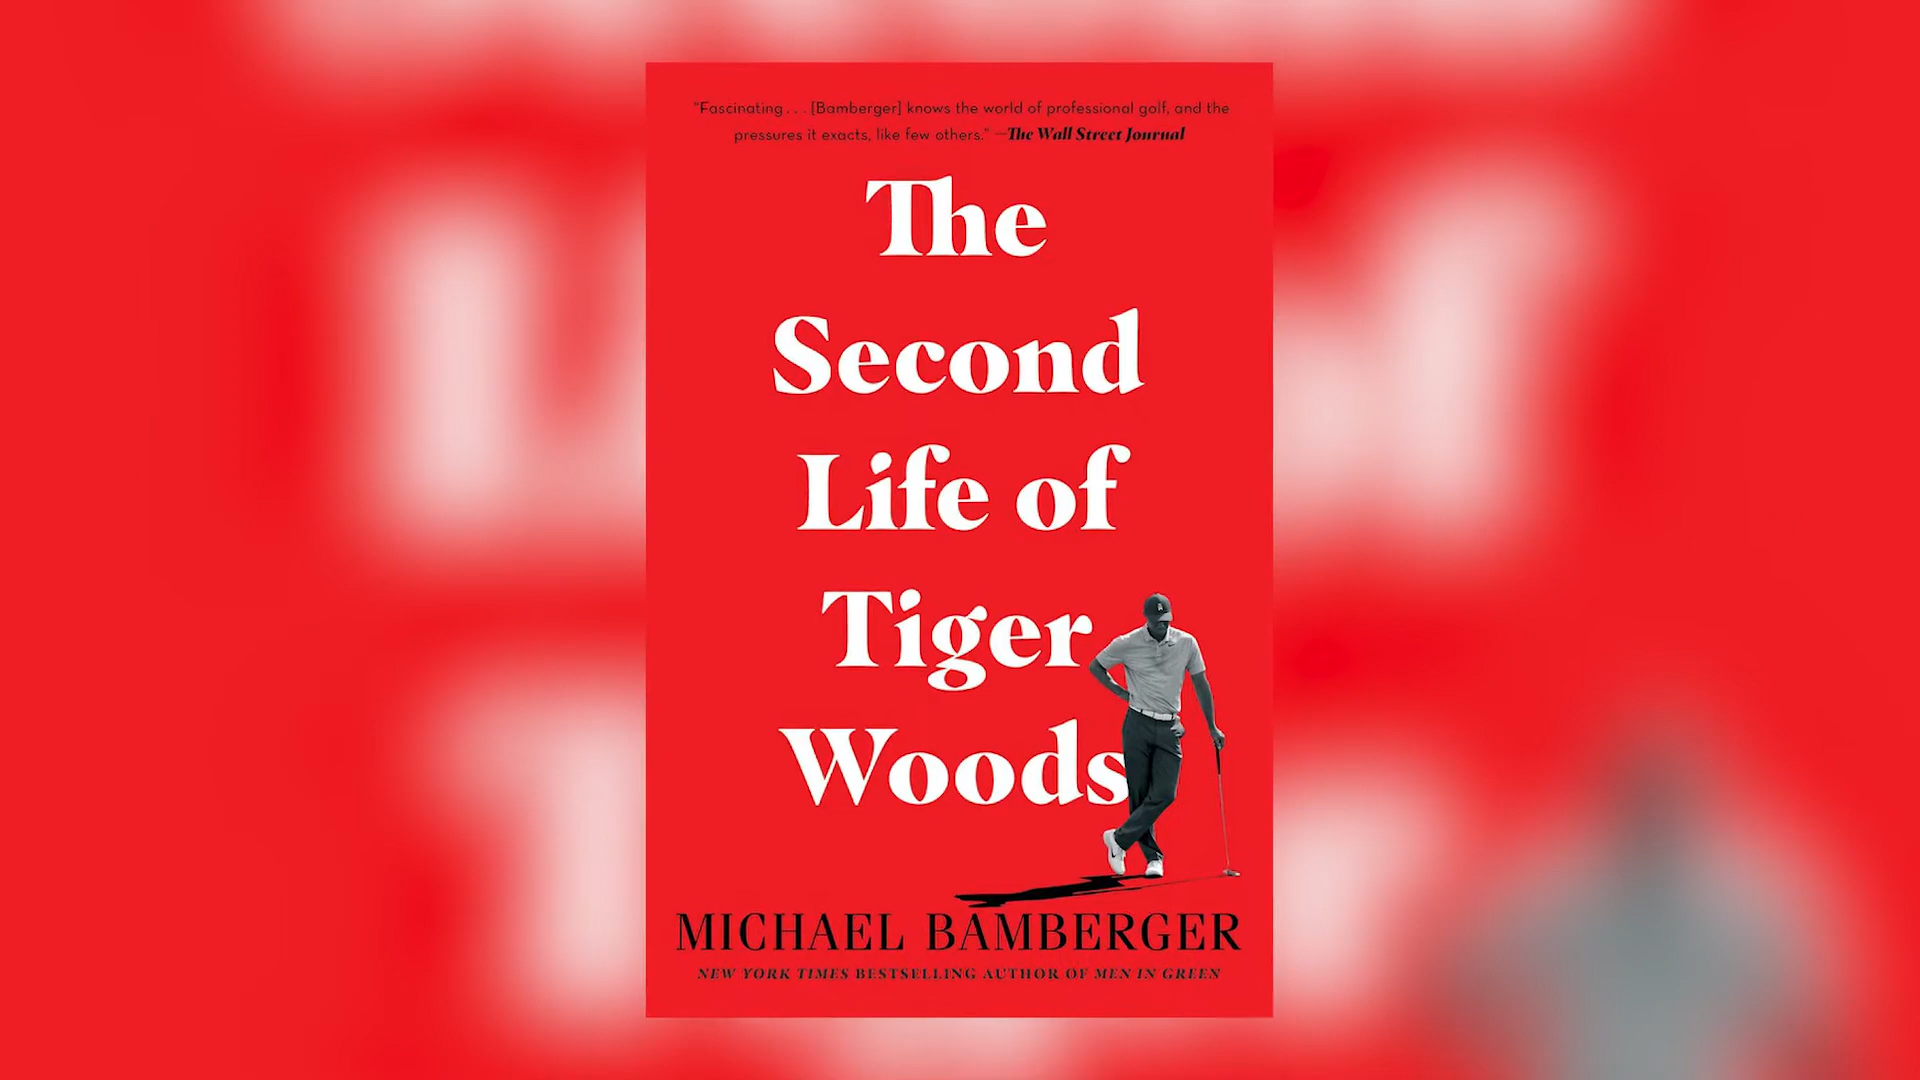 "Fascinating . . . [Bamberger] knows the world of professional golf, and the
pressures it exacts, like few others." —The Wall Street Journal
The
Second
Life of
Tiger
Woods
MICHAEL BAMBERGER
NEW YORK TIMES BESTSELLING AUTHOR OF MEN IN GREEN